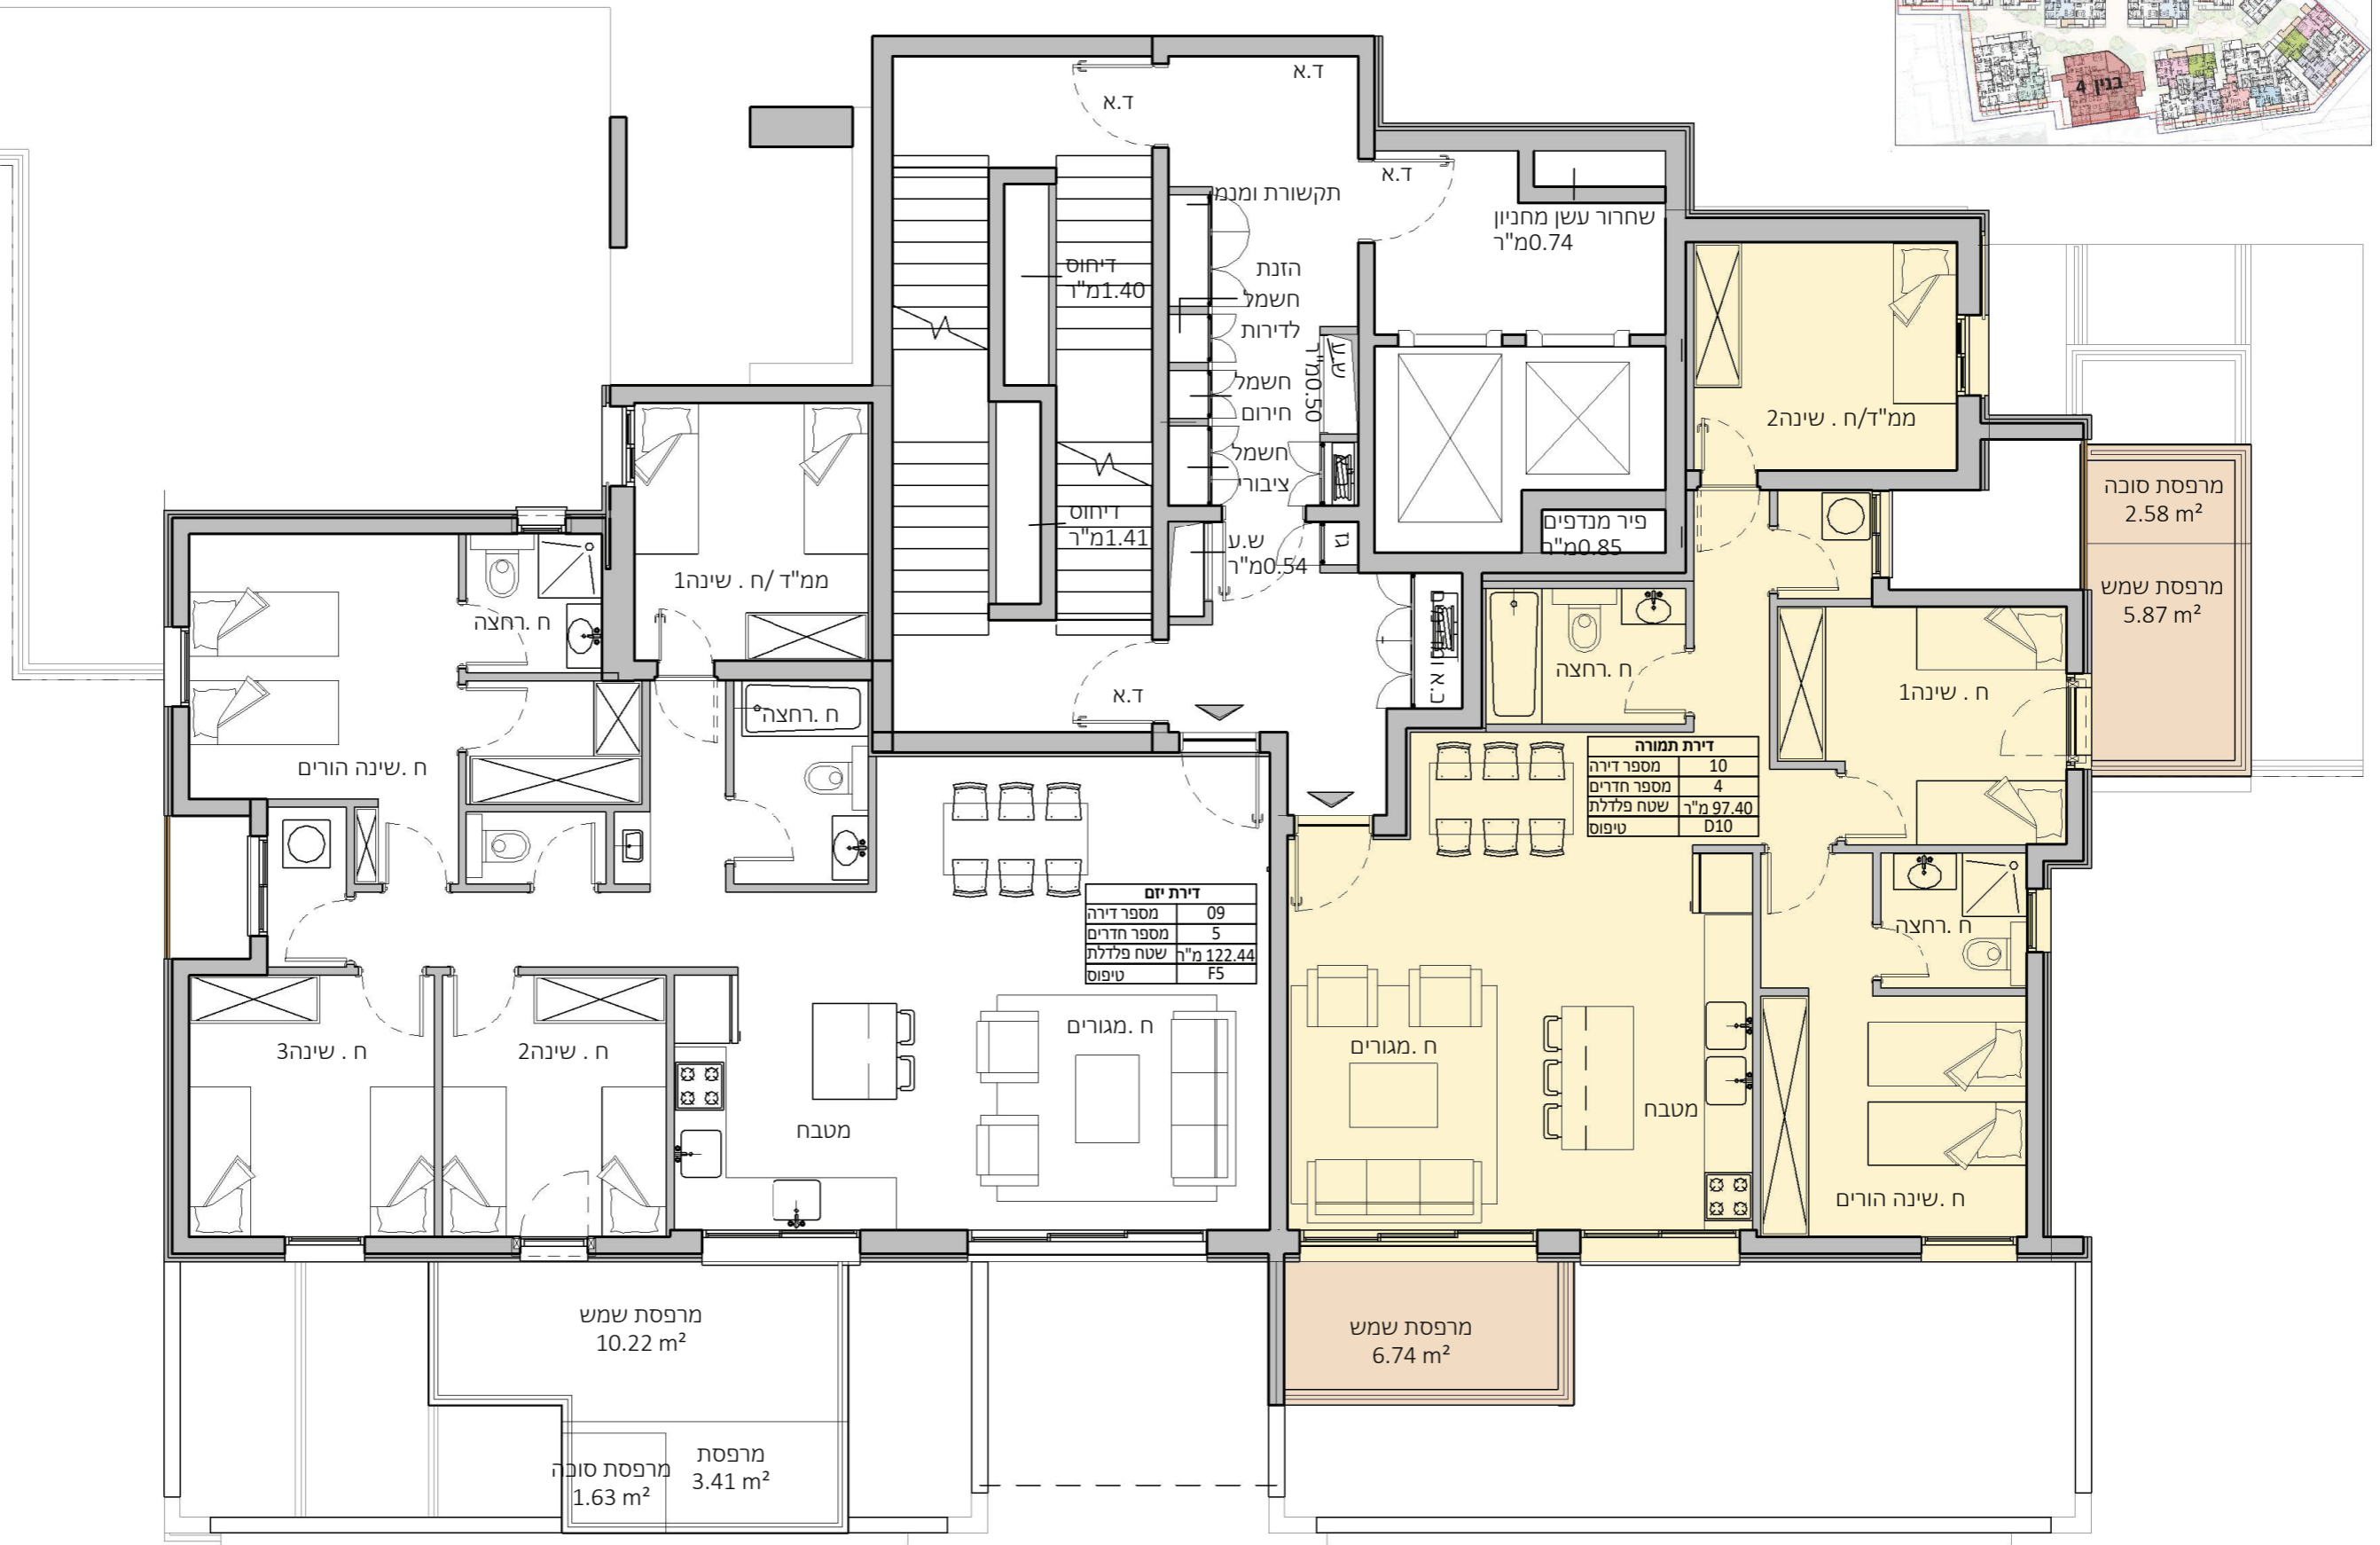 בנין 4
ד.א
ד.א
ד.א
תקשורת ומנמ
שחרור עשן מחניון
0.74מ"ר
דיחוס
1.40מ"ר
הזנת
חשמל
לדירות
ש.ע
0.50מ"ר
חשמל
חירום
חשמל
ציבורי
ממ"ד/ח . שינה2
מרפסת סוכה
2.58 m²
דיחוס
1.41מ"ר
ש.ע
0.54מ"ר
גז
פיר מנדפים
0.85מ"ר
ממ"ד /ח . שינה1
מרפסת שמש
5.87 m²
ח .רחצה
ח .רחצה
ח . שינה1
ד.א
ח .רחצה
ח .שינה הורים
דירת תמורה
מספר דירה 10
מספר חדרים 4
שטח פלדלת 97.40 מ"ר
טיפוס D10
דירת יזם
מספר דירה 09
מספר חדרים 5
שטח פלדלת 122.44 מ"ר
טיפוס F5
ח .רחצה
ח . שינה3
ח . שינה2
ח .מגורים
ח .מגורים
מטבח
מטבח
ח .שינה הורים
מרפסת שמש
10.22 m²
מרפסת שמש
6.74 m²
מרפסת
3.41 m²
מרפסת סוכה
1.63 m²